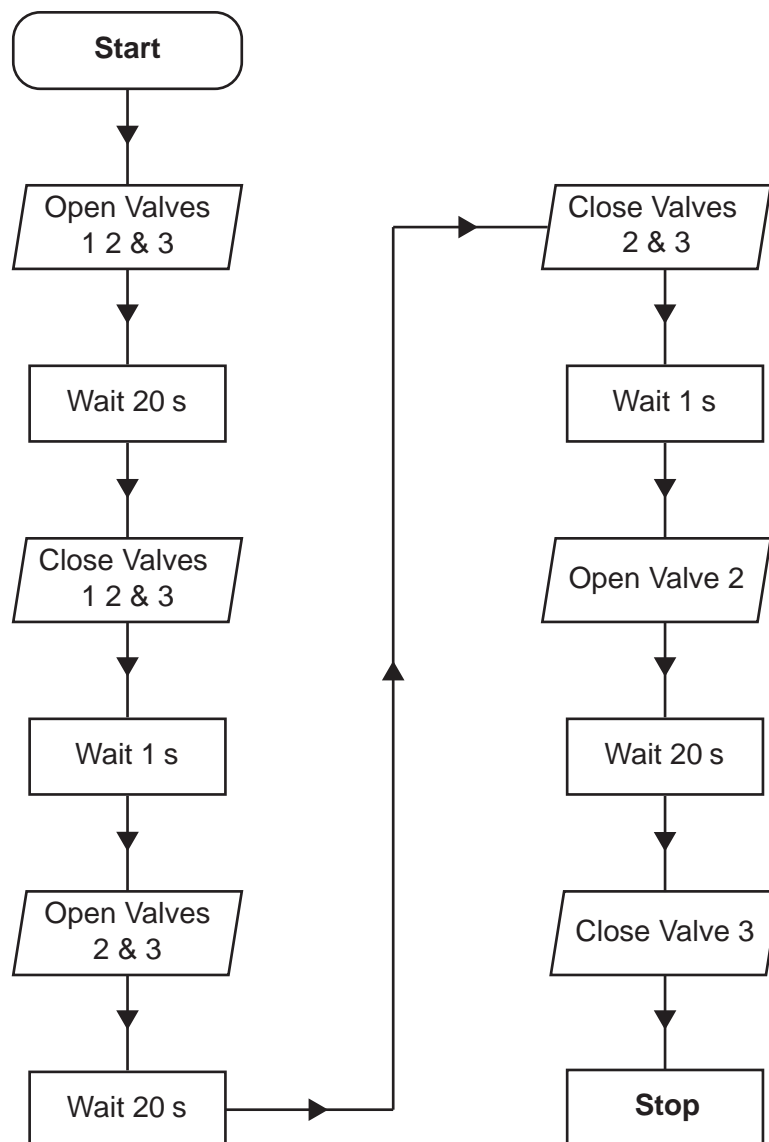 Start
Open Valves
1 2 & 3
Wait 20 s
Close Valves
1 2 & 3
Wait 1 s
Open Valves
2 & 3
Wait 20 s
Close Valves
2 & 3
Wait 1 s
Open Valve 2
Wait 20 s
Close Valve 3
Stop